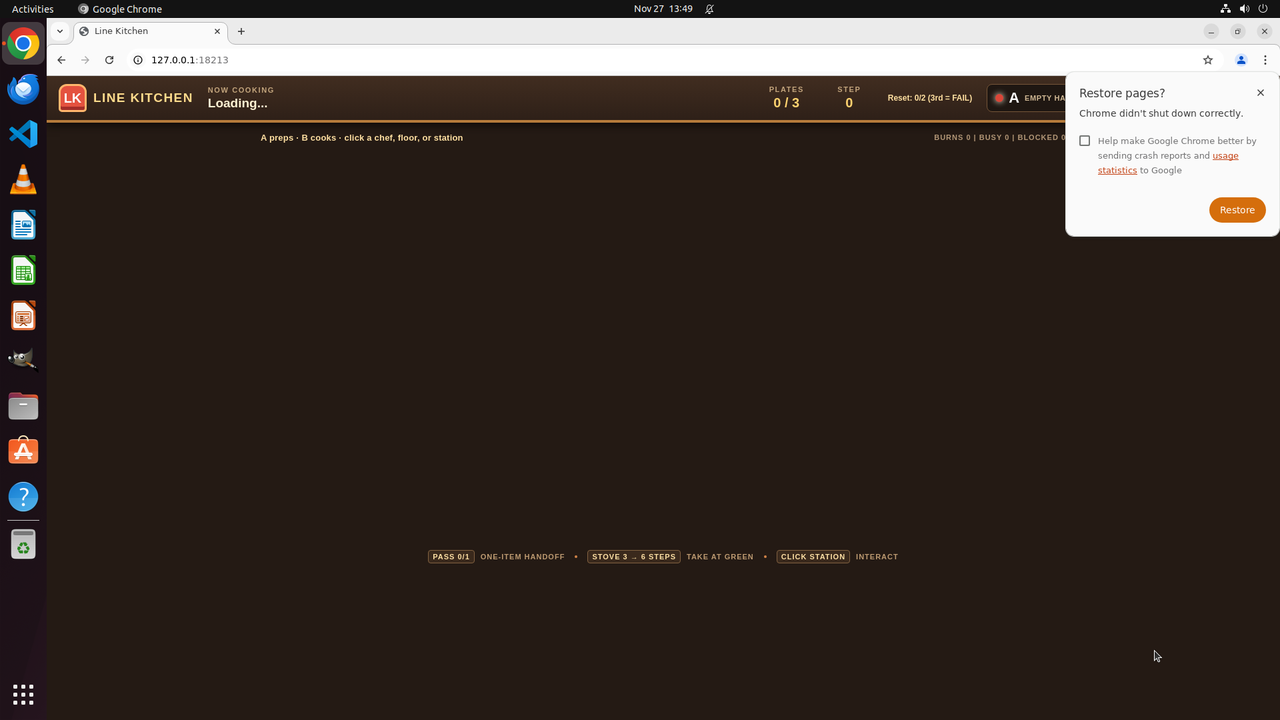 Activities
Google Chrome
Nov 27 13:49
Line Kitchen
127.0.0.1:18213
LK
LINE KITCHEN
NOW COOKING
Loading...
PLATES
0 / 3
STEP
0
Reset: 0/2 (3rd = FAIL)
A
EMPTY HA
A preps · B cooks · click a chef, floor, or station
BURNS 0 | BUSY 0 | BLOCKED 0
Restore pages?
Chrome didn't shut down correctly.
Help make Google Chrome better by
sending crash reports and usage
statistics to Google
Restore
PASS 0/1 ONE-ITEM HANDOFF • STOVE 3 → 6 STEPS TAKE AT GREEN • CLICK STATION INTERACT